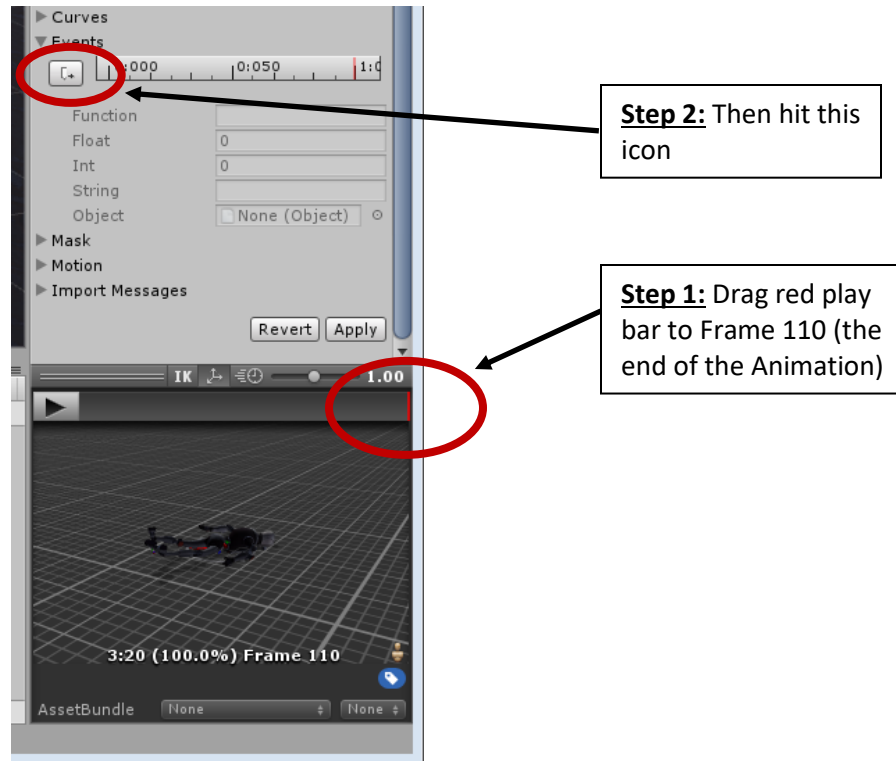 Curves
Events
0:000 0:050 1:0
Function
Float 0
Int 0
String
Object None (Object)
Mask
Motion
Import Messages
Revert Apply
IK 1.00
3:20 (100.0%) Frame 110
AssetBundle None None
Step 2: Then hit this
icon
Step 1: Drag red play
bar to Frame 110 (the
end of the Animation)